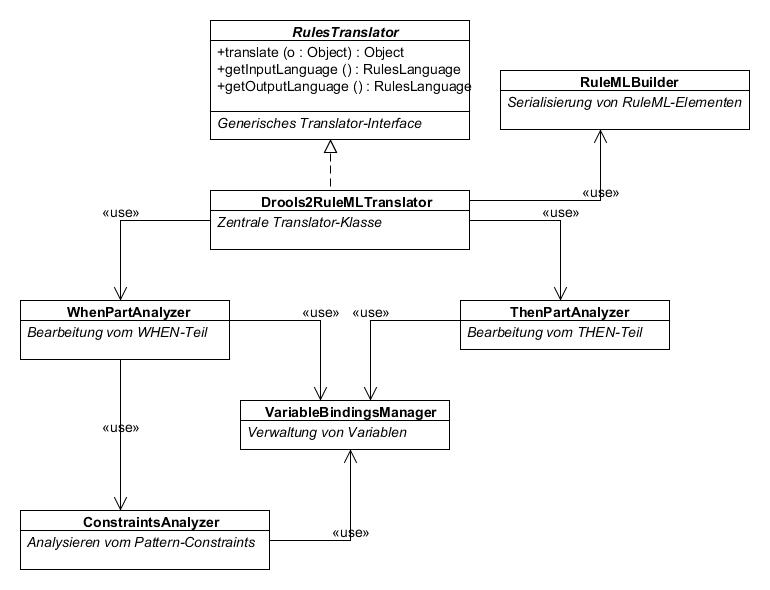 RulesTranslator
+translate (o : Object) : Object
+getInputLanguage () : RulesLanguage
+getOutputLanguage () : RulesLanguage
Generisches Translator-Interface
RuleMLBuilder
Serialisierung von RuleML-Elementen
Drools2RuleMLTranslator
Zentrale Translator-Klasse
«use»
«use»
«use»
WhenPartAnalyzer
Bearbeitung vom WHEN-Teil
«use»
«use»
ThenPartAnalyzer
Bearbeitung vom THEN-Teil
VariableBindingsManager
Verwaltung von Variablen
«use»
ConstraintsAnalyzer
Analysieren vom Pattern-Constraints
«use»